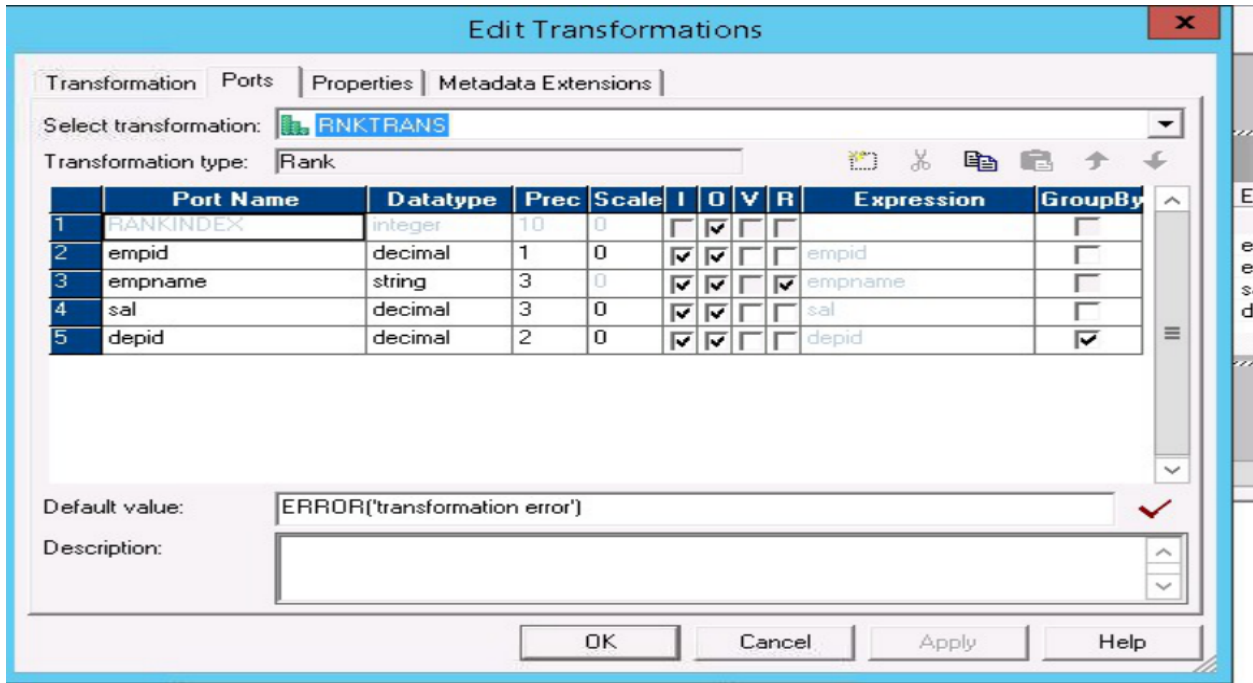 Edit Transformations
x
Transformation Ports Properties Metadata Extensions
Select transformation: RNKTRANS
Transformation type: Rank
Port Name Datatype Prec Scale I O V R Expression GroupBy
1 RANKINDEX integer 10 0
2 empid decimal 1 0 empid
3 empname string 3 0 empname
4 sal decimal 3 0 sal
5 depid decimal 2 0 depid
Default value: ERROR('transformation error')
Description:
OK Cancel Apply Help
E
e
e
s
d